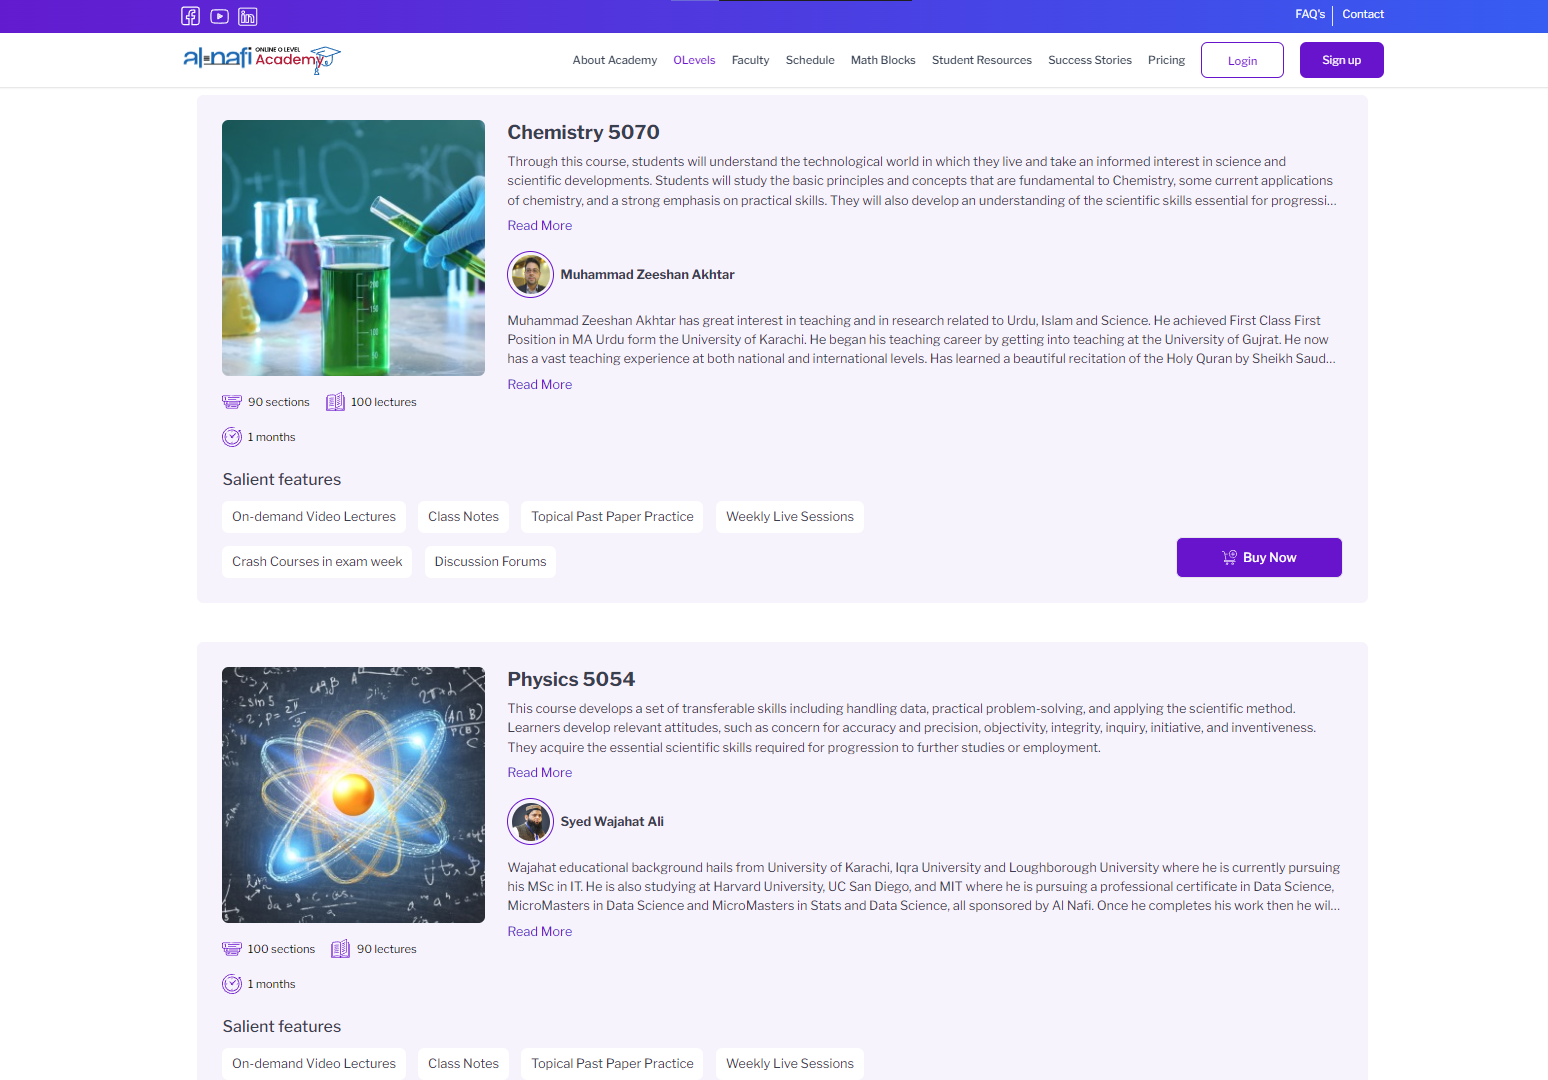 FAQ's
Contact
al-nafi ONLINE O LEVEL Academy
About Academy
OLevels
Faculty
Schedule
Math Blocks
Student Resources
Success Stories
Pricing
Login
Sign up
Chemistry 5070
Through this course, students will understand the technological world in which they live and take an informed interest in science and
scientific developments. Students will study the basic principles and concepts that are fundamental to Chemistry, some current applications
of chemistry, and a strong emphasis on practical skills. They will also develop an understanding of the scientific skills essential for progressi...
Read More
Muhammad Zeeshan Akhtar
Muhammad Zeeshan Akhtar has great interest in teaching and in research related to Urdu, Islam and Science. He achieved First Class First
Position in MA Urdu form the University of Karachi. He began his teaching career by getting into teaching at the University of Gujrat. He now
has a vast teaching experience at both national and international levels. Has learned a beautiful recitation of the Holy Quran by Sheikh Saud...
Read More
90 sections
100 lectures
1 months
Salient features
On-demand Video Lectures
Class Notes
Topical Past Paper Practice
Weekly Live Sessions
Crash Courses in exam week
Discussion Forums
Buy Now
Physics 5054
This course develops a set of transferable skills including handling data, practical problem-solving, and applying the scientific method.
Learners develop relevant attitudes, such as concern for accuracy and precision, objectivity, integrity, inquiry, initiative, and inventiveness.
They acquire the essential scientific skills required for progression to further studies or employment.
Read More
Syed Wajahat Ali
Wajahat educational background hails from University of Karachi, Iqra University and Loughborough University where he is currently pursuing
his MSc in IT. He is also studying at Harvard University, UC San Diego, and MIT where he is pursuing a professional certificate in Data Science,
MicroMasters in Data Science and MicroMasters in Stats and Data Science, all sponsored by Al Nafi. Once he completes his work then he wil...
Read More
100 sections
90 lectures
1 months
Salient features
On-demand Video Lectures
Class Notes
Topical Past Paper Practice
Weekly Live Sessions